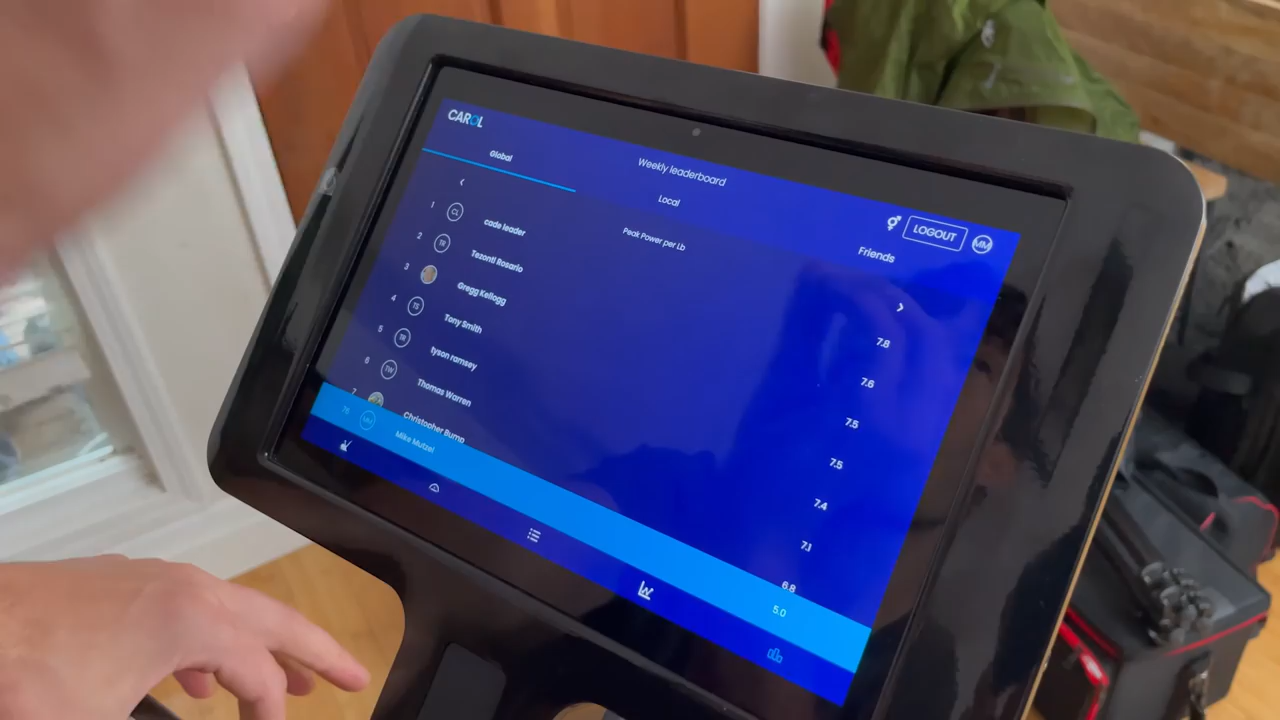 CAROL
Weekly leaderboard
LOGOUT MM
Global Local Friends
Peak Power per Lb
1 CL cade leader 7.8
2 TR Tezonti Rosario 7.6
3 Gregg Kellogg 7.5
4 TS Tony Smith 7.5
5 TR tyson ramsey 7.4
6 TW Thomas Warren 7.1
7 Christopher Bump 6.8
MM Mike Mutzel 5.0